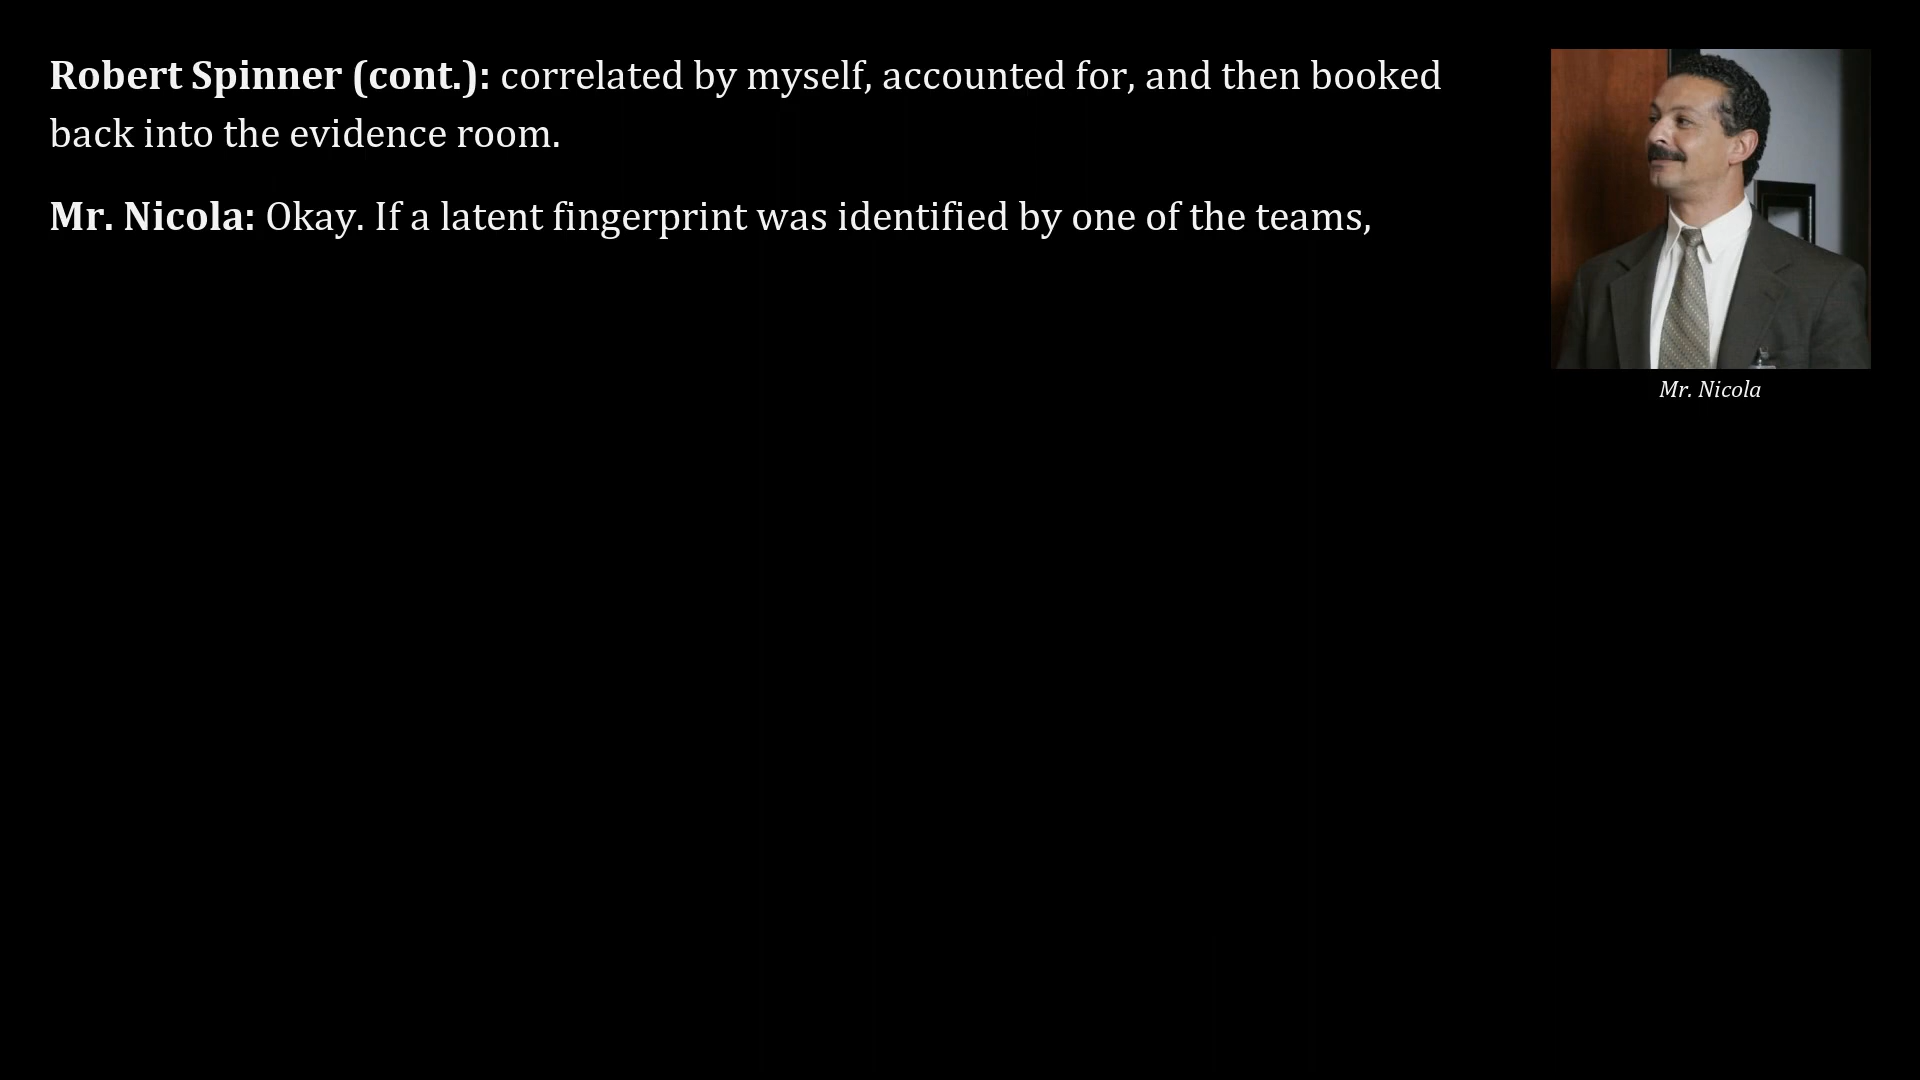 Robert Spinner (cont.): correlated by myself, accounted for, and then booked
back into the evidence room.
Mr. Nicola: Okay. If a latent fingerprint was identified by one of the teams,
Mr. Nicola